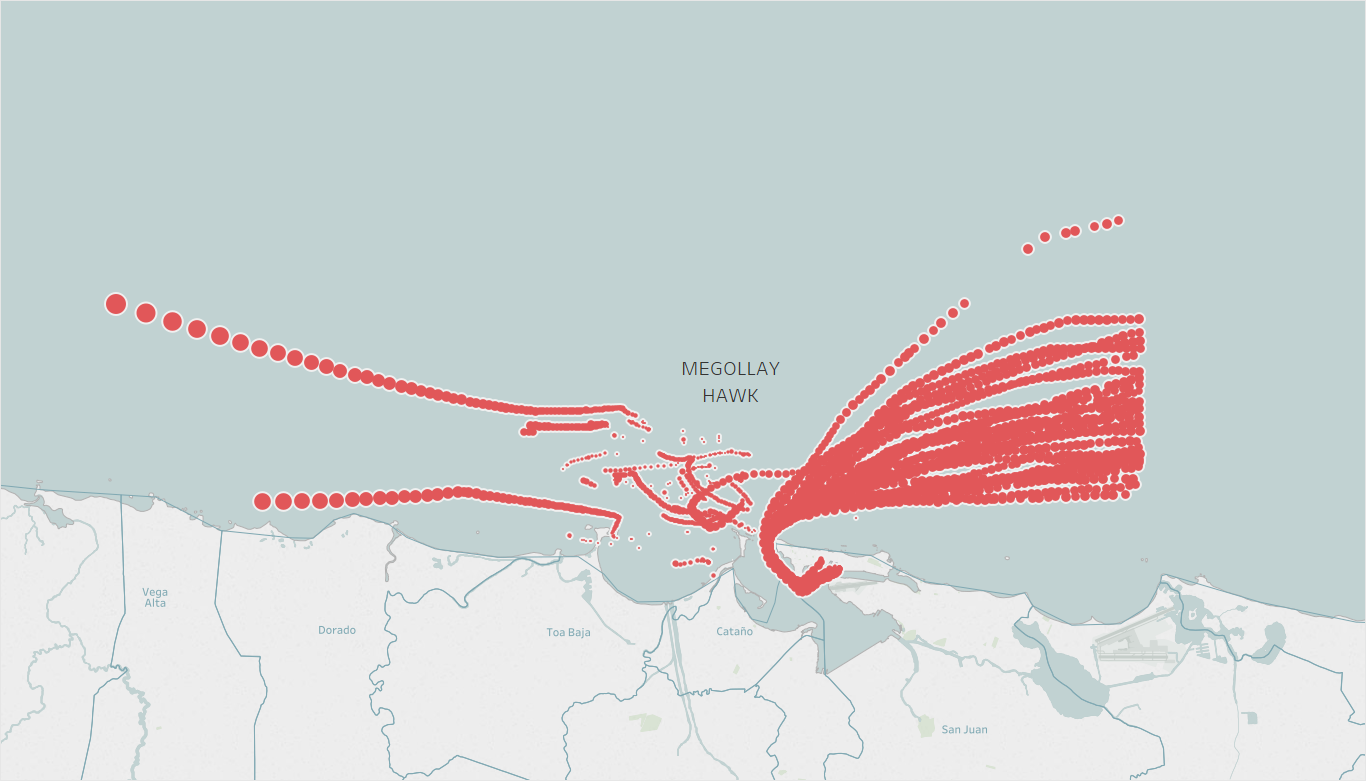 MEGOLLAY
HAWK
Vega
Alta
Dorado
Toa Baja
Cataño
San Juan